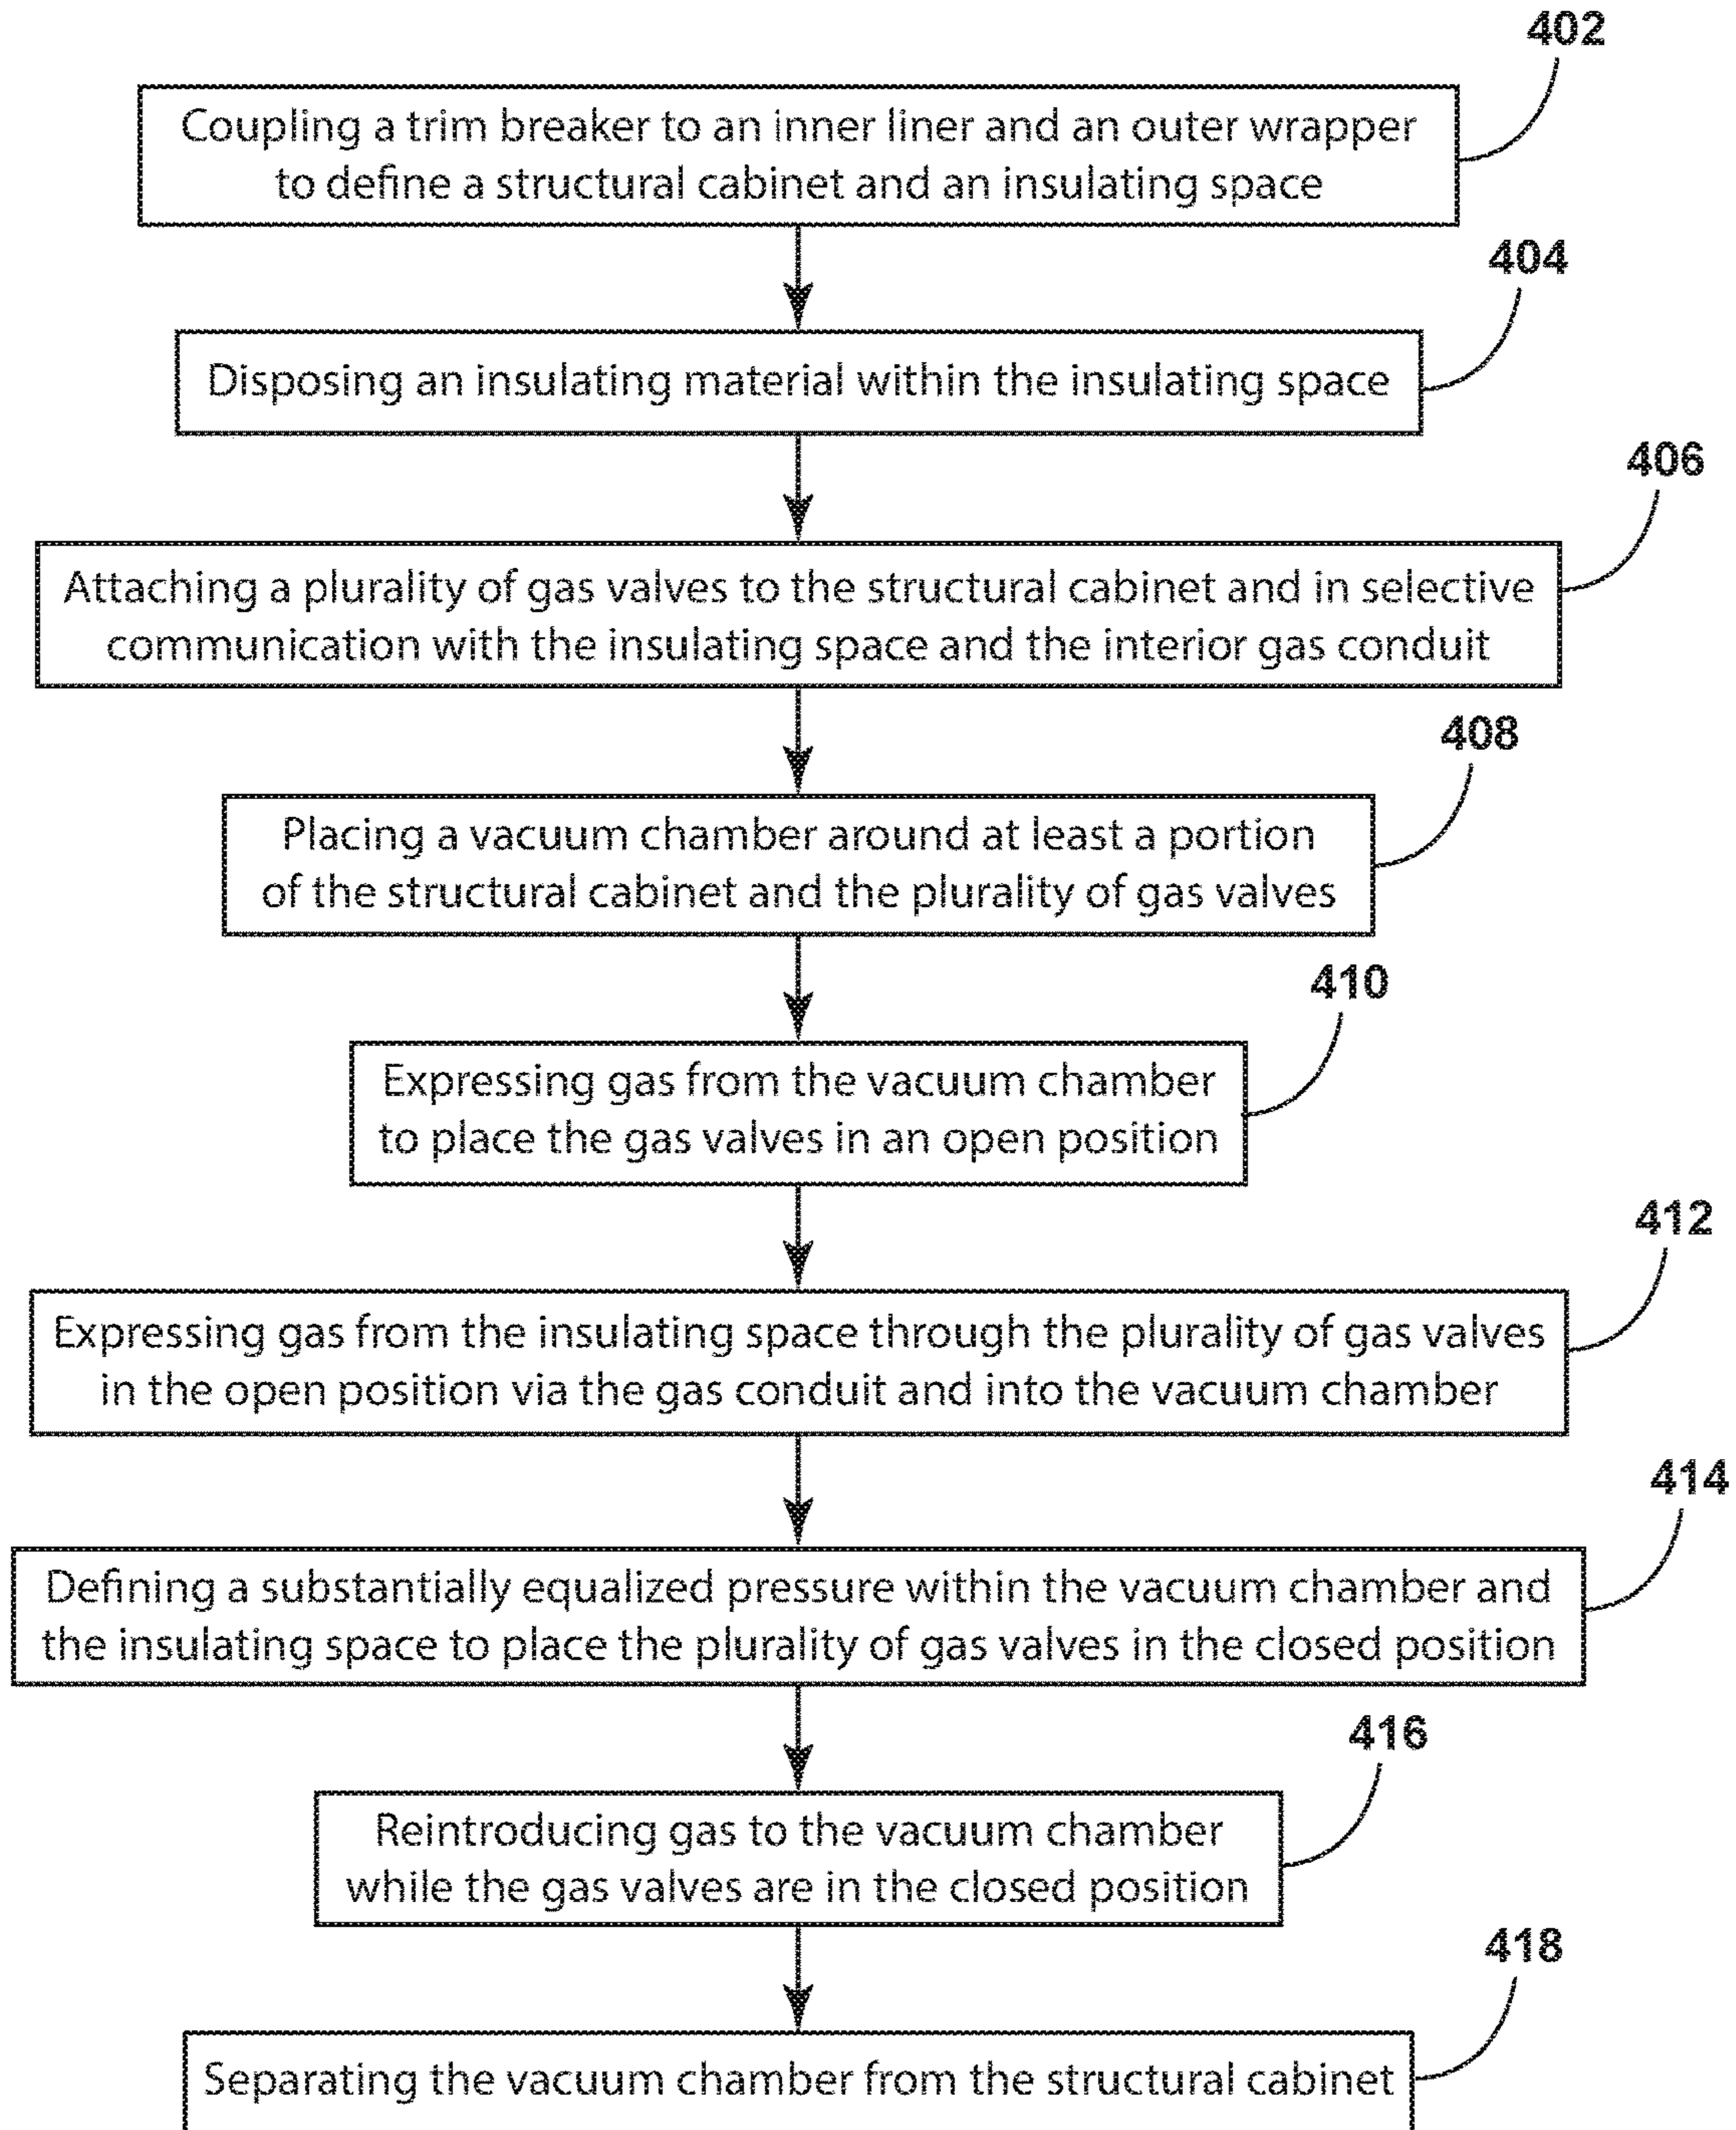 402
Coupling a trim breaker to an inner liner and an outer wrapper
to define a structural cabinet and an insulating space
404
Disposing an insulating material within the insulating space
406
Attaching a plurality of gas valves to the structural cabinet and in selective
communication with the insulating space and the interior gas conduit
408
Placing a vacuum chamber around at least a portion
of the structural cabinet and the plurality of gas valves
410
Expressing gas from the vacuum chamber
to place the gas valves in an open position
412
Expressing gas from the insulating space through the plurality of gas valves
in the open position via the gas conduit and into the vacuum chamber
414
Defining a substantially equalized pressure within the vacuum chamber and
the insulating space to place the plurality of gas valves in the closed position
416
Reintroducing gas to the vacuum chamber
while the gas valves are in the closed position
418
Separating the vacuum chamber from the structural cabinet